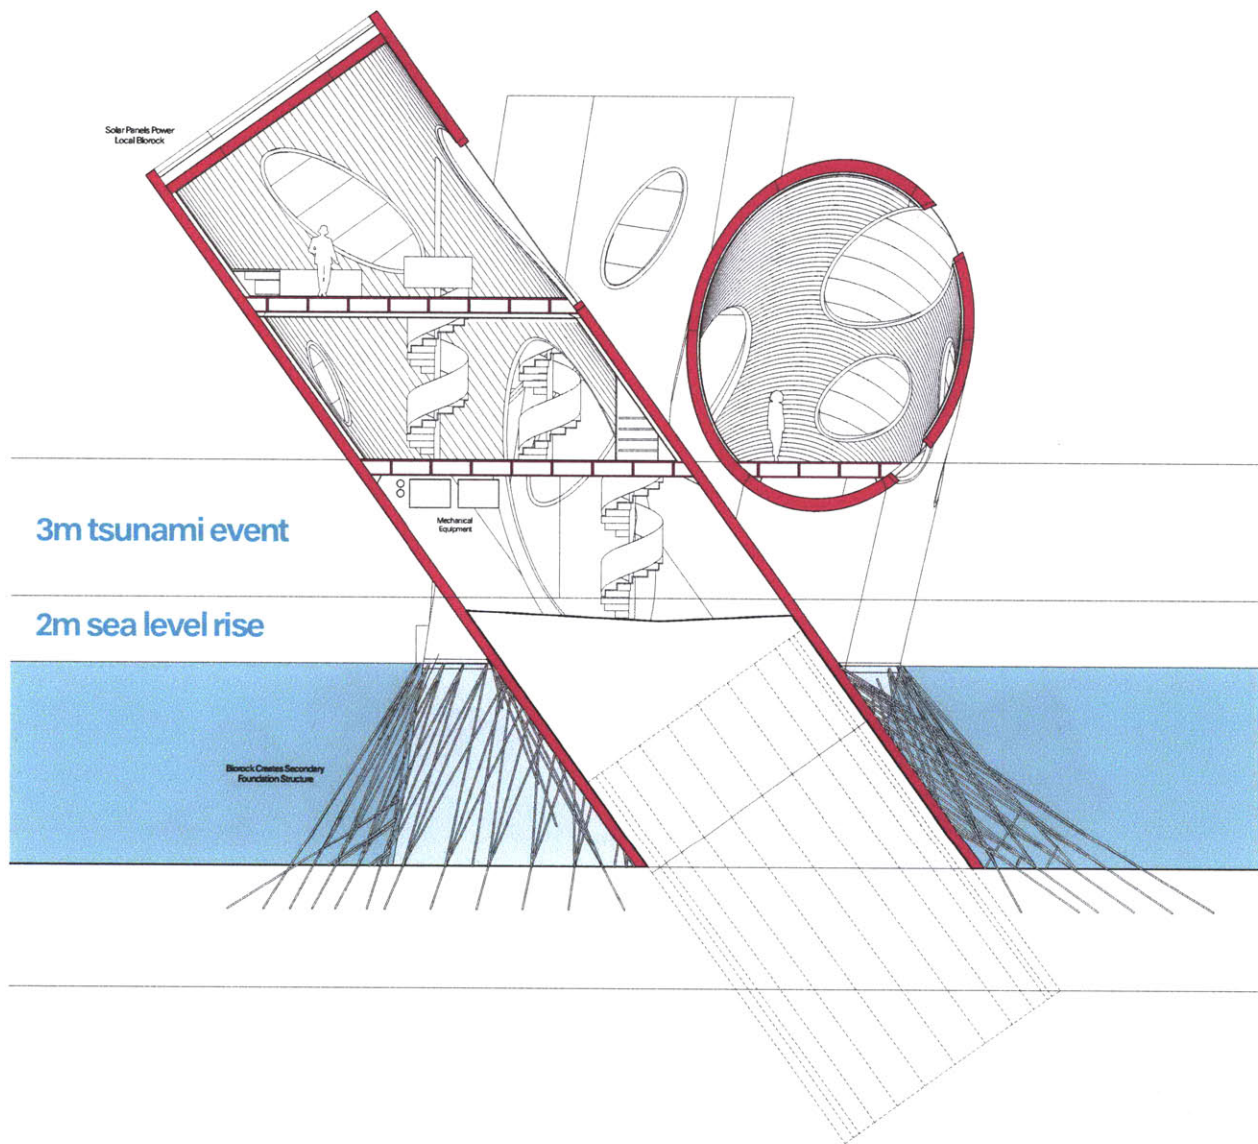 Solar Panels Power
Local Biorock
Mechanical
Equipment
3m tsunami event
2m sea level rise
Biorock Creates Secondary
Foundation Structure